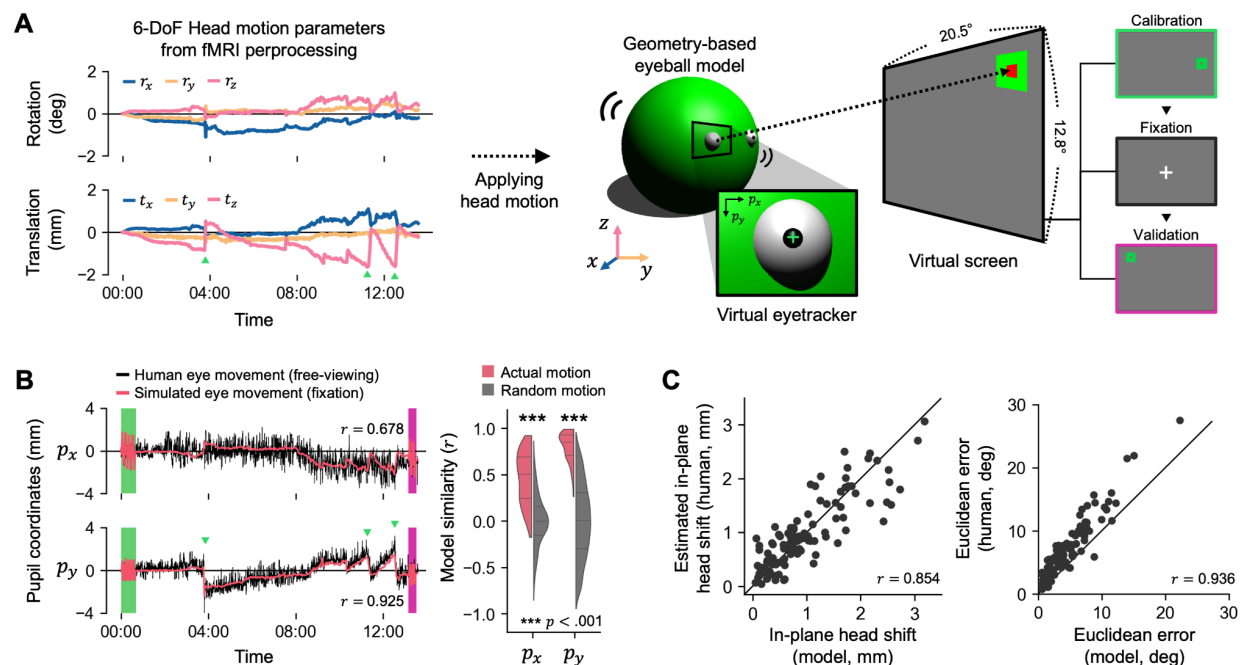 A
6-DoF Head motion parameters
from fMRI perprocessing
2
0
−2
Rotation
(deg)
r_x r_y r_z
2
0
−2
Translation
(mm)
t_x t_y t_z
00:00 04:00 08:00 12:00
Time
Applying
head motion
Geometry-based
eyeball model
z
x
y
p_x
p_y
Virtual eyetracker
20.5°
12.8°
Virtual screen
Calibration
Fixation
Validation
B
Human eye movement (free-viewing)
Simulated eye movement (fixation)
Pupil coordinates (mm)
4
0
−4
p_x
r = 0.678
4
0
−4
p_y
r = 0.925
00:00 04:00 08:00 12:00
Time
Actual motion
Random motion
*** ***
Model similarity (r)
1.0
0.5
0.0
−0.5
−1.0
*** p < .001
p_x p_y
C
Estimated in-plane
head shift (human, mm)
3
2
1
0
r = 0.854
0 1 2 3
In-plane head shift
(model, mm)
Euclidean error
(human, deg)
30
20
10
0
r = 0.936
0 10 20 30
Euclidean error
(model, deg)